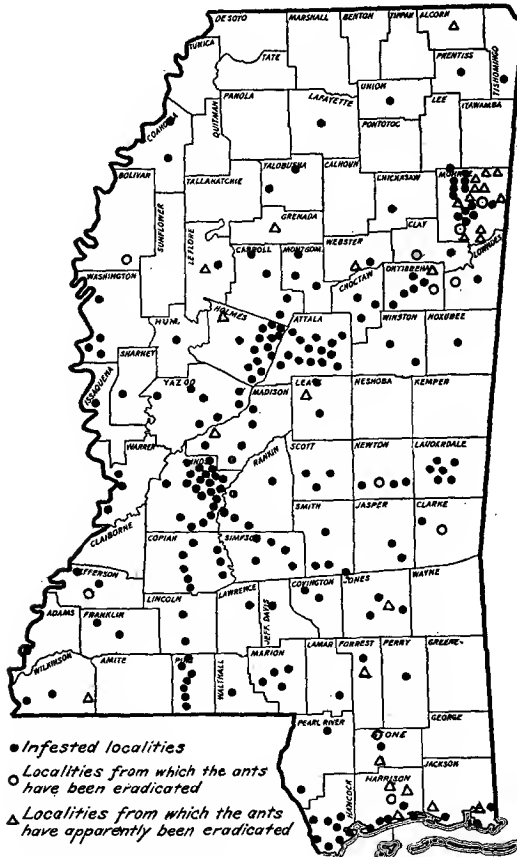 DE SOTO
MARSHALL
BENTON
TIPPAH
ALCORN
TISHOMINGO
TUNICA
TATE
PRENTISS
PANOLA
LAFAYETTE
UNION
LEE
ITAWAMBA
COAHOMA
QUITMAN
PONTOTOC
YALOBUSHA
CALHOUN
BOLIVAR
TALLAHATCHIE
CHICKASAW
MONROE
SUNFLOWER
GRENADA
CLAY
LEFLORE
WEBSTER
LOWNDES
CARROLL
MONTGOM.
WASHINGTON
CHOCTAW
OKTIBBEHA
HOLMES
HUM.
ATTALA
WINSTON
NOXUBEE
SHARKEY
ISSAQUENA
YAZOO
MADISON
LEAKE
NESHOBA
KEMPER
WARREN
HINDS
RANKIN
SCOTT
NEWTON
LAUDERDALE
SMITH
JASPER
CLARKE
CLAIBORNE
COPIAH
SIMPSON
JEFFERSON
COVINGTON
JONES
WAYNE
ADAMS
FRANKLIN
LINCOLN
LAWRENCE
JEFF. DAVIS
WILKINSON
AMITE
PIKE
WALTHALL
MARION
LAMAR
FORREST
PERRY
GREENE
PEARL RIVER
STONE
GEORGE
HANCOCK
HARRISON
JACKSON
Infested localities
Localities from which the ants
have been eradicated
Localities from which the ants
have apparently been eradicated